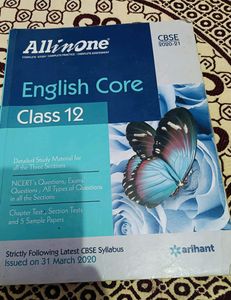 All in One
COMPLETE STUDY | COMPLETE PRACTICE | COMPLETE ASSESSMENT
CBSE
2020-21
English Core
Class 12
Detailed Study Material for
all the Three Sections
NCERT's Questions, Exams
Questions, All Types of Questions
in all the Sections
Chapter Test, Section Tests
and 5 Sample Papers
Strictly Following Latest CBSE Syllabus
Issued on 31 March 2020
arihant